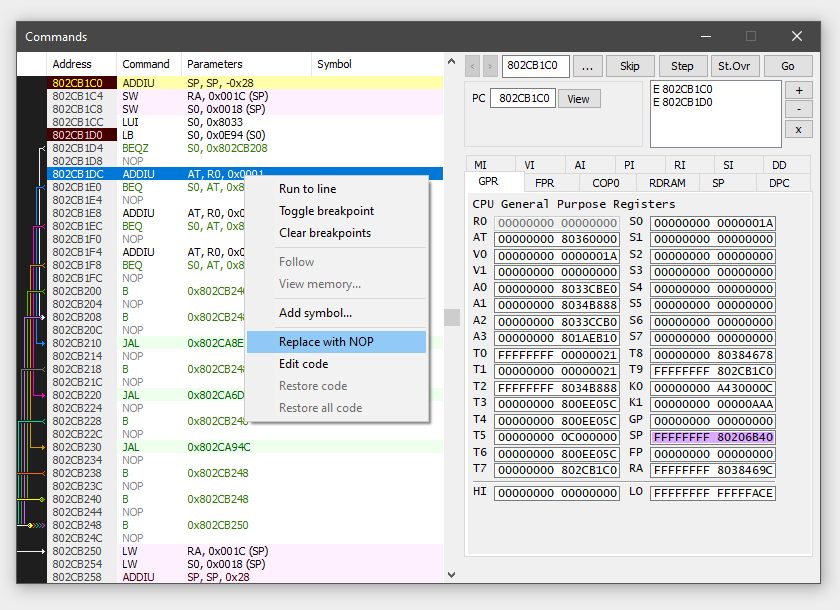 Commands
Address Command Parameters Symbol
802CB1C0 ADDIU SP, SP, -0x28
802CB1C4 SW RA, 0x001C (SP)
802CB1C8 SW S0, 0x0018 (SP)
802CB1CC LUI S0, 0x8033
802CB1D0 LB S0, 0x0E94 (S0)
802CB1D4 BEQZ S0, 0x802CB208
802CB1D8 NOP
802CB1DC ADDIU AT, R0, 0x0001
802CB1E0 BEQ S0, AT, 0x8
802CB1E4 NOP
802CB1E8 ADDIU AT, R0, 0x0
802CB1EC BEQ S0, AT, 0x8
802CB1F0 NOP
802CB1F4 ADDIU AT, R0, 0x0
802CB1F8 BEQ S0, AT, 0x8
802CB1FC NOP
802CB200 B 0x802CB24
802CB204 NOP
802CB208 B 0x802CB24
802CB20C NOP
802CB210 JAL 0x802CA8E
802CB214 NOP
802CB218 B 0x802CB24
802CB21C NOP
802CB220 JAL 0x802CA6D
802CB224 NOP
802CB228 B 0x802CB248
802CB22C NOP
802CB230 JAL 0x802CA94C
802CB234 NOP
802CB238 B 0x802CB248
802CB23C NOP
802CB240 B 0x802CB248
802CB244 NOP
802CB248 B 0x802CB250
802CB250 LW RA, 0x001C (SP)
802CB254 LW S0, 0x0018 (SP)
802CB258 ADDIU SP, SP, 0x28
Run to line
Toggle breakpoint
Clear breakpoints
Follow
View memory...
Add symbol...
Replace with NOP
Edit code
Restore code
Restore all code
< > 802CB1C0 ... Skip Step St.Ovr Go
PC 802CB1C0 View
E 802CB1C0
E 802CB1D0
+
-
x
MI VI AI PI RI SI DD
GPR FPR COP0 RDRAM SP DPC
CPU General Purpose Registers
R0 00000000 00000000 S0 00000000 0000001A
AT 00000000 80360000 S1 00000000 00000000
V0 00000000 0000001A S2 00000000 00000000
V1 00000000 00000000 S3 00000000 00000000
A0 00000000 8033CBE0 S4 00000000 00000000
A1 00000000 8034B888 S5 00000000 00000000
A2 00000000 8033CCB0 S6 00000000 00000000
A3 00000000 801AEB10 S7 00000000 00000000
T0 FFFFFFFF 00000021 T8 00000000 80384678
T1 00000000 00000021 T9 FFFFFFFF 802CB1C0
T2 FFFFFFFF 8034B888 K0 00000000 A430000C
T3 00000000 800EE05C K1 00000000 00000AAA
T4 00000000 800EE05C GP 00000000 00000000
T5 00000000 0C000000 SP FFFFFFFF 80206B40
T6 00000000 800EE05C FP 00000000 00000000
T7 00000000 802CB1C0 RA FFFFFFFF 8038469C
HI 00000000 00000000 LO FFFFFFFF FFFFFACE